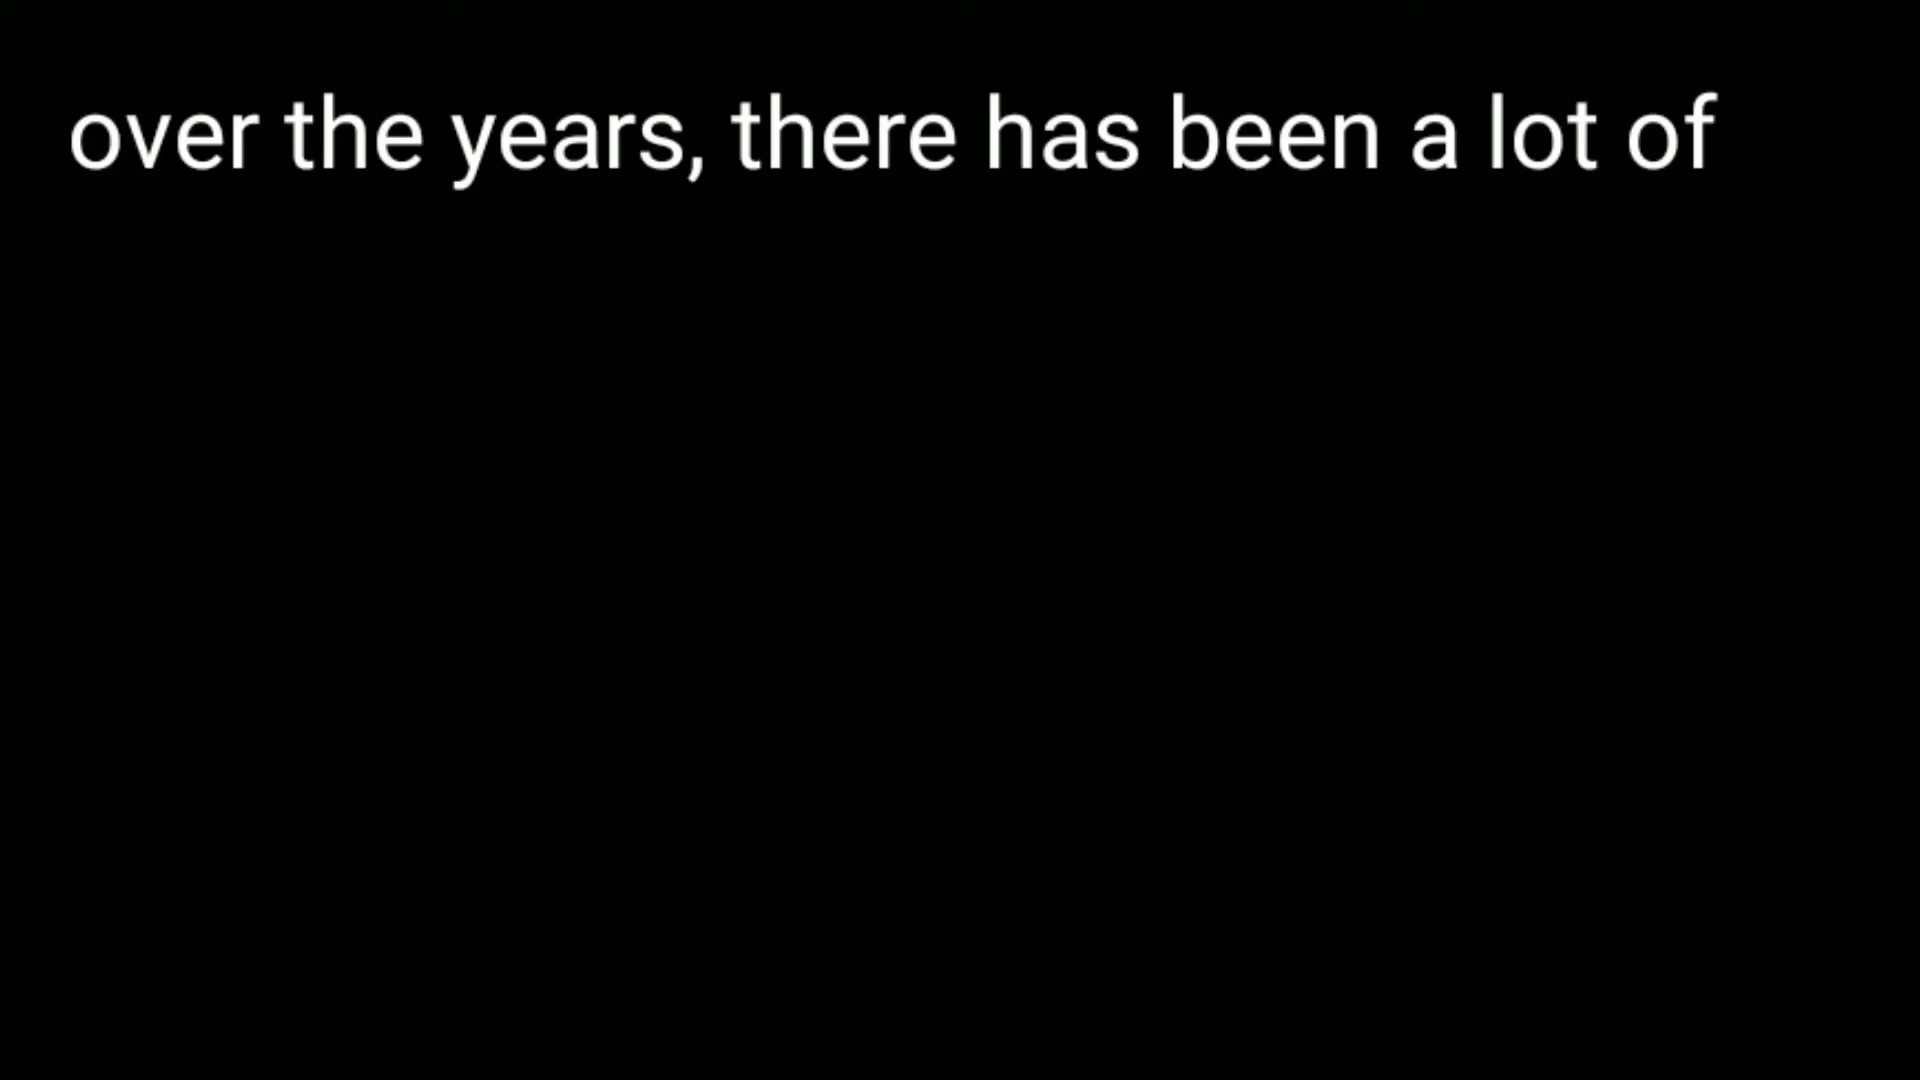 over the years, there has been a lot of